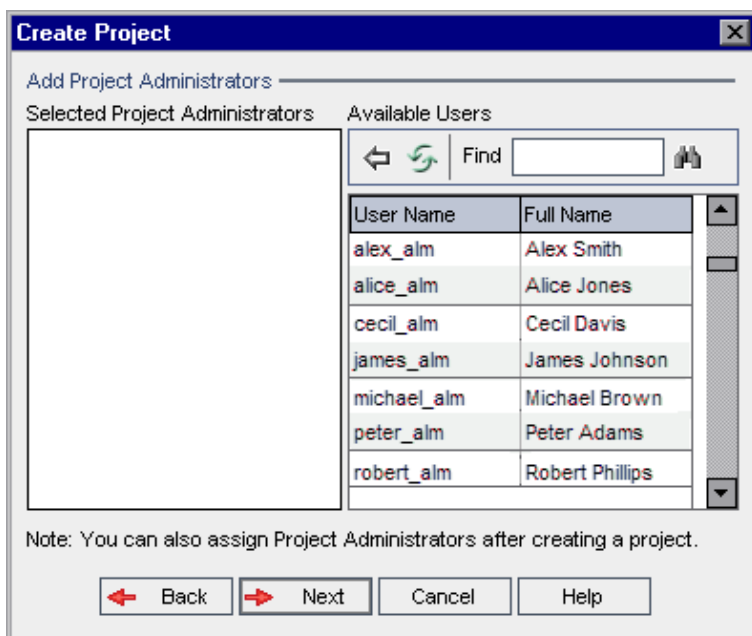 Create Project
Add Project Administrators
Selected Project Administrators
Available Users
Find
User Name Full Name
alex_alm Alex Smith
alice_alm Alice Jones
cecil_alm Cecil Davis
james_alm James Johnson
michael_alm Michael Brown
peter_alm Peter Adams
robert_alm Robert Phillips
Note: You can also assign Project Administrators after creating a project.
Back Next Cancel Help